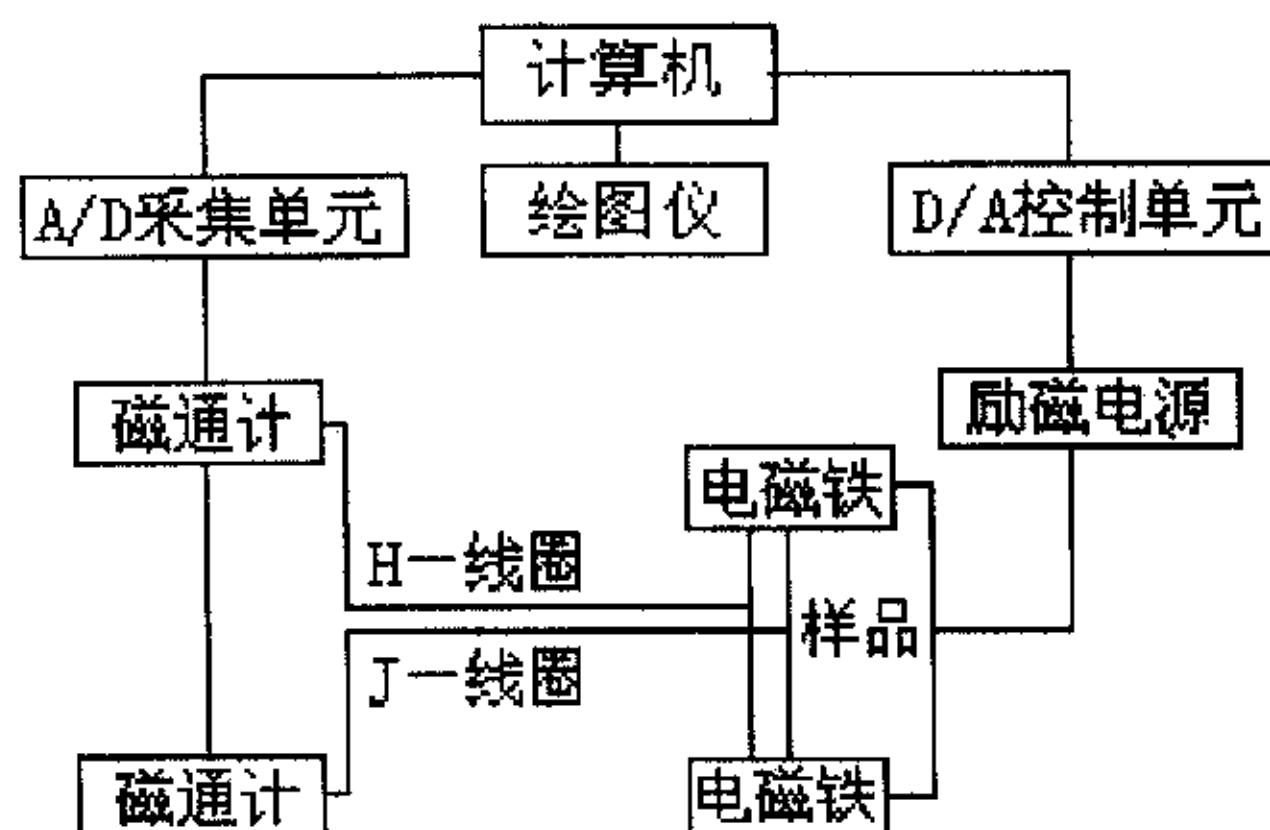 计算机
A/D采集单元
绘图仪
D/A控制单元
磁通计
励磁电源
电磁铁
H一线圈
样品
J一线圈
磁通计
电磁铁